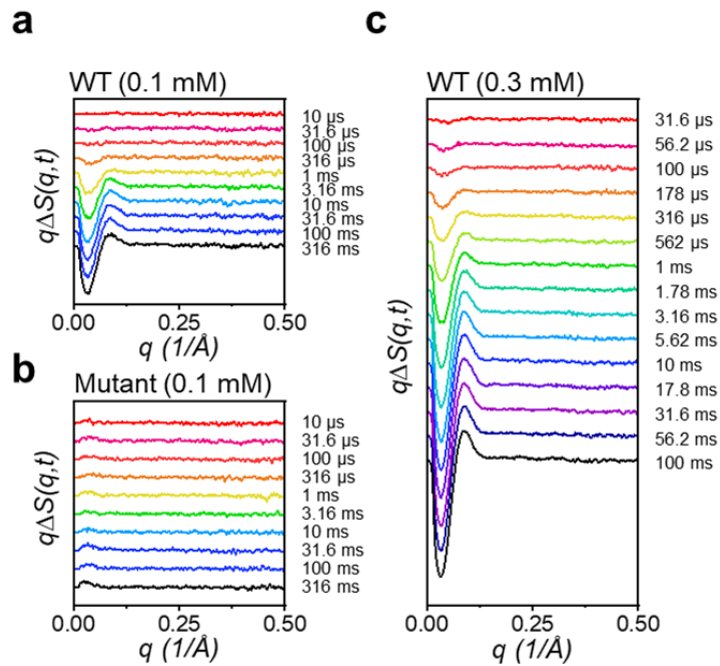 a
WT (0.1 mM)
qΔS(q,t)
10 µs
31.6 µs
100 µs
316 µs
1 ms
3.16 ms
10 ms
31.6 ms
100 ms
316 ms
0.00 0.25 0.50
q (1/Å)
b
Mutant (0.1 mM)
qΔS(q,t)
10 µs
31.6 µs
100 µs
316 µs
1 ms
3.16 ms
10 ms
31.6 ms
100 ms
316 ms
0.00 0.25 0.50
q (1/Å)
c
WT (0.3 mM)
qΔS(q,t)
31.6 µs
56.2 µs
100 µs
178 µs
316 µs
562 µs
1 ms
1.78 ms
3.16 ms
5.62 ms
10 ms
17.8 ms
31.6 ms
56.2 ms
100 ms
0.00 0.25 0.50
q (1/Å)